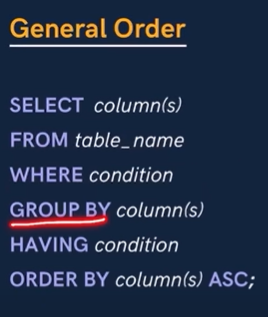 General Order
SELECT column(s)
FROM table_name
WHERE condition
GROUP BY column(s)
HAVING condition
ORDER BY column(s) ASC;